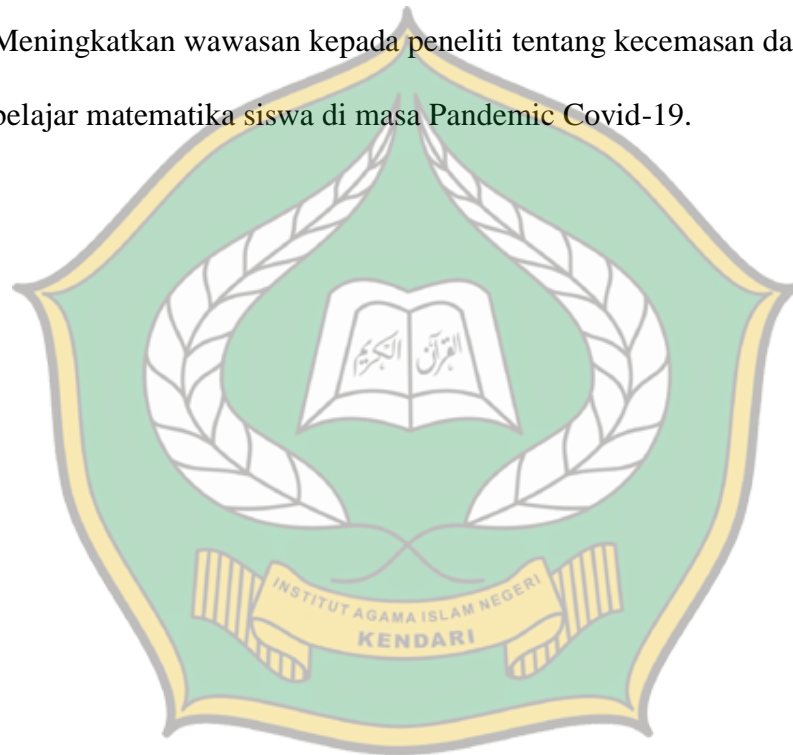 Meningkatkan wawasan kepada peneliti tentang kecemasan da
belajar matematika siswa di masa Pandemic Covid-19.
القرآن
الكريم
INSTITUT AGAMA ISLAM NEGERI
KENDARI